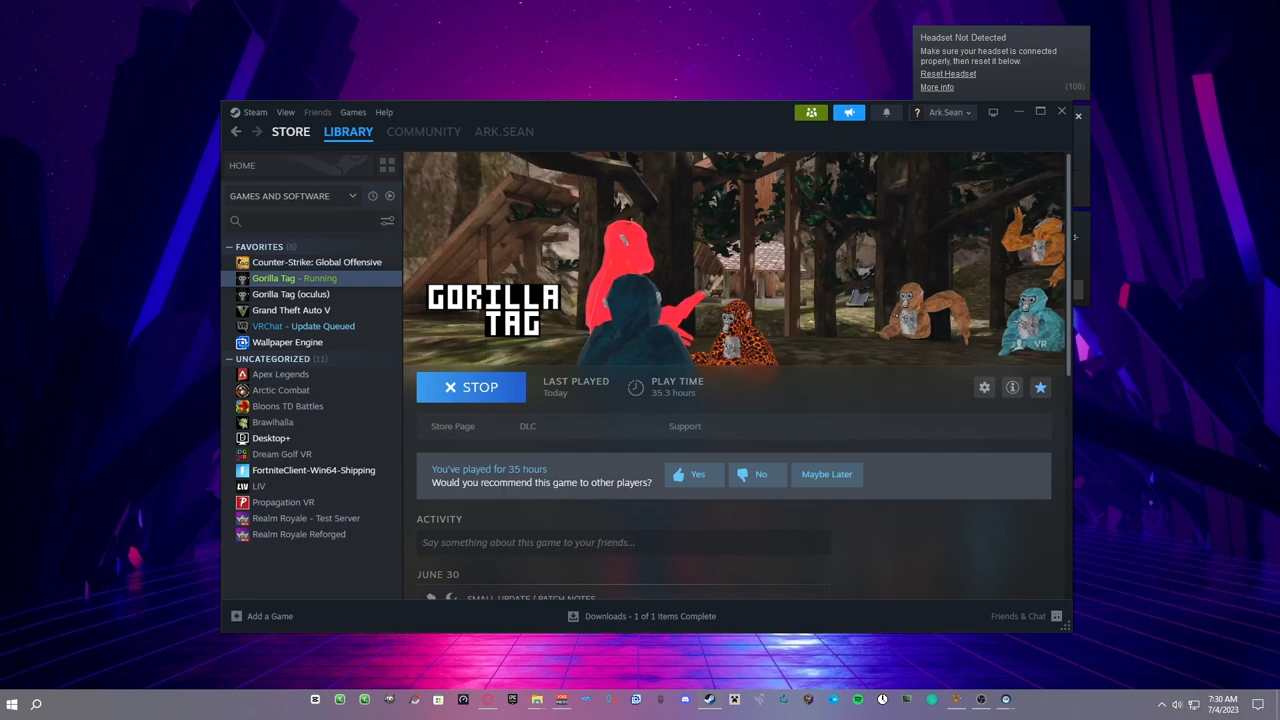 Headset Not Detected
Make sure your headset is connected
properly, then reset it below.
Reset Headset
More info
(108)
Steam View Friends Games Help
? Ark.Sean
STORE LIBRARY COMMUNITY ARK.SEAN
HOME
GAMES AND SOFTWARE
FAVORITES (6)
Counter-Strike: Global Offensive
Gorilla Tag - Running
Gorilla Tag (oculus)
Grand Theft Auto V
VRChat - Update Queued
Wallpaper Engine
UNCATEGORIZED (11)
Apex Legends
Arctic Combat
Bloons TD Battles
Brawlhalla
Desktop+
Dream Golf VR
FortniteClient-Win64-Shipping
LIV
Propagation VR
Realm Royale - Test Server
Realm Royale Reforged
GORILLA
TAG
VR
STOP
LAST PLAYED
Today
PLAY TIME
35.3 hours
Store Page DLC Support
You've played for 35 hours
Would you recommend this game to other players?
Yes No Maybe Later
ACTIVITY
Say something about this game to your friends...
JUNE 30
SMALL UPDATE / PATCH NOTES
Add a Game
Downloads - 1 of 1 Items Complete
Friends & Chat
7:30 AM
7/4/2023